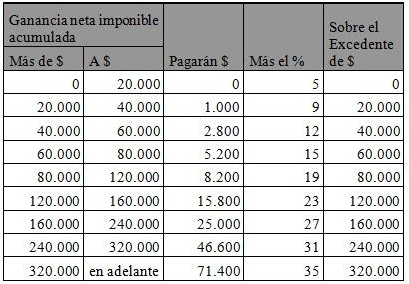 Ganancia neta imponible acumulada Pagarán $ Más el % Sobre el Excedente de $
Más de $ A $
0 20.000 0 5 0
20.000 40.000 1.000 9 20.000
40.000 60.000 2.800 12 40.000
60.000 80.000 5.200 15 60.000
80.000 120.000 8.200 19 80.000
120.000 160.000 15.800 23 120.000
160.000 240.000 25.000 27 160.000
240.000 320.000 46.600 31 240.000
320.000 en adelante 71.400 35 320.000